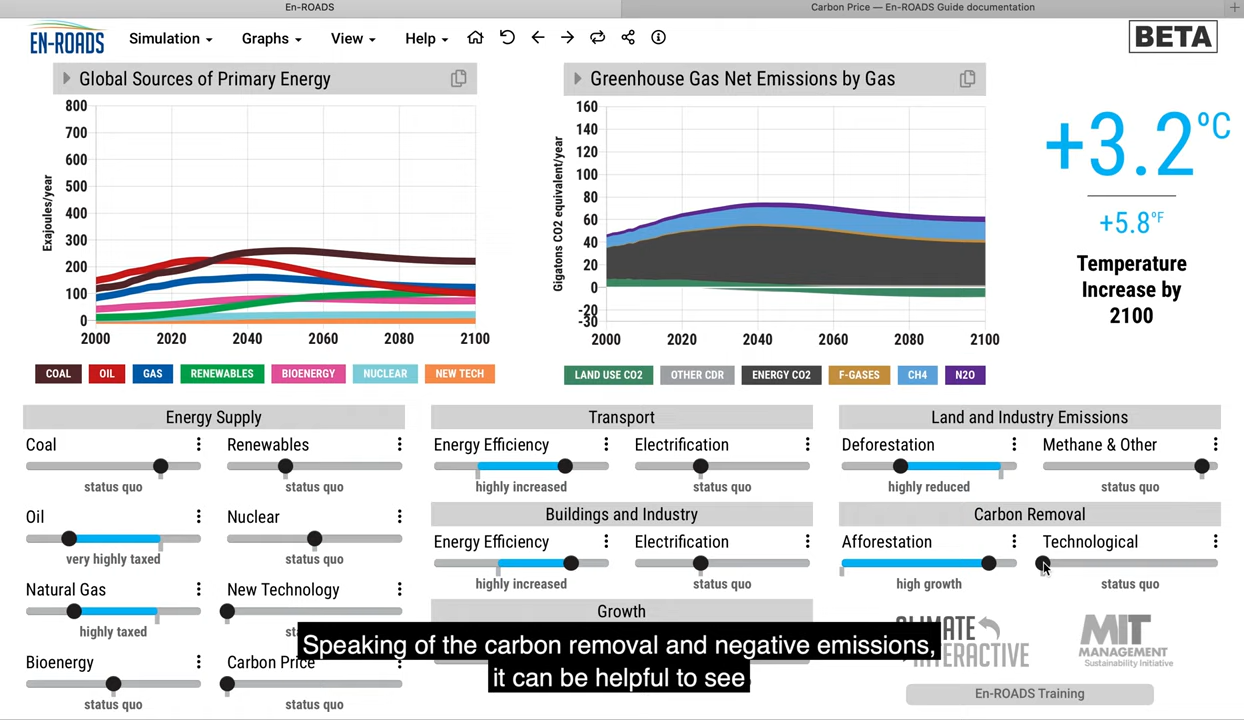 En-ROADS
Carbon Price — En-ROADS Guide documentation
EN-ROADS
Simulation
Graphs
View
Help
BETA
Global Sources of Primary Energy
800
700
600
500
400
300
200
100
0
Exajoules/year
2000 2020 2040 2060 2080 2100
COAL OIL GAS RENEWABLES BIOENERGY NUCLEAR NEW TECH
Greenhouse Gas Net Emissions by Gas
160
140
120
100
80
60
40
20
0
-20
-30
Gigatons CO2 equivalent/year
2000 2020 2040 2060 2080 2100
LAND USE CO2 OTHER CDR ENERGY CO2 F-GASES CH4 N2O
+3.2°C
+5.8°F
Temperature
Increase by
2100
Energy Supply
Coal
status quo
Renewables
status quo
Oil
very highly taxed
Nuclear
status quo
Natural Gas
highly taxed
New Technology
Bioenergy
status quo
Carbon Price
status quo
Transport
Energy Efficiency
highly increased
Electrification
status quo
Buildings and Industry
Energy Efficiency
highly increased
Electrification
status quo
Growth
Land and Industry Emissions
Deforestation
highly reduced
Methane & Other
status quo
Carbon Removal
Afforestation
high growth
Technological
status quo
MIT
MANAGEMENT
Sustainability Initiative
En-ROADS Training
Speaking of the carbon removal and negative emissions,
it can be helpful to see